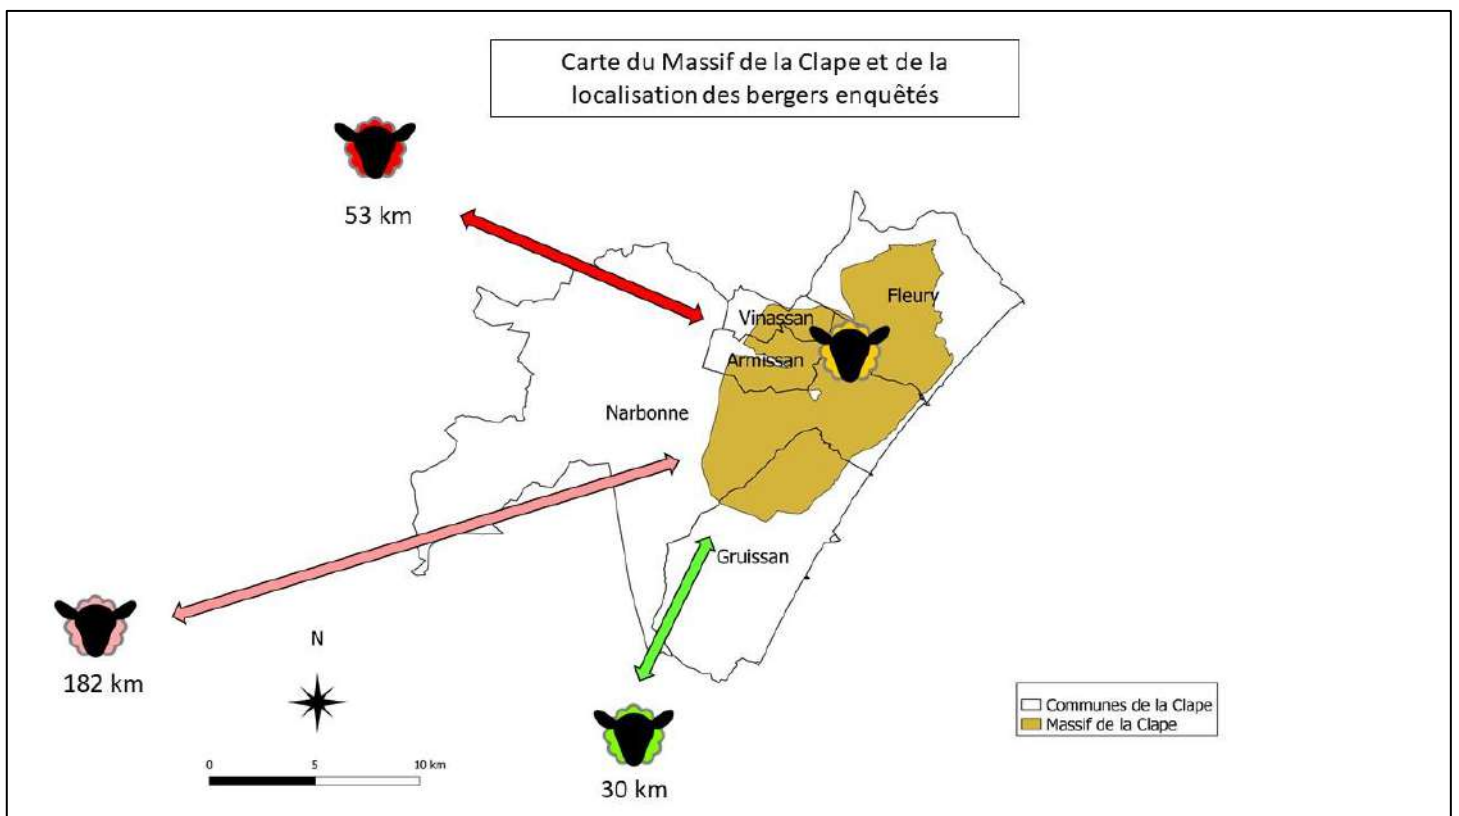 Carte du Massif de la Clape et de la
localisation des bergers enquêtés
53 km
Fleury
Vinassan
Armissan
Narbonne
Gruissan
182 km
N
30 km
0 5 10 km
Communes de la Clape
Massif de la Clape